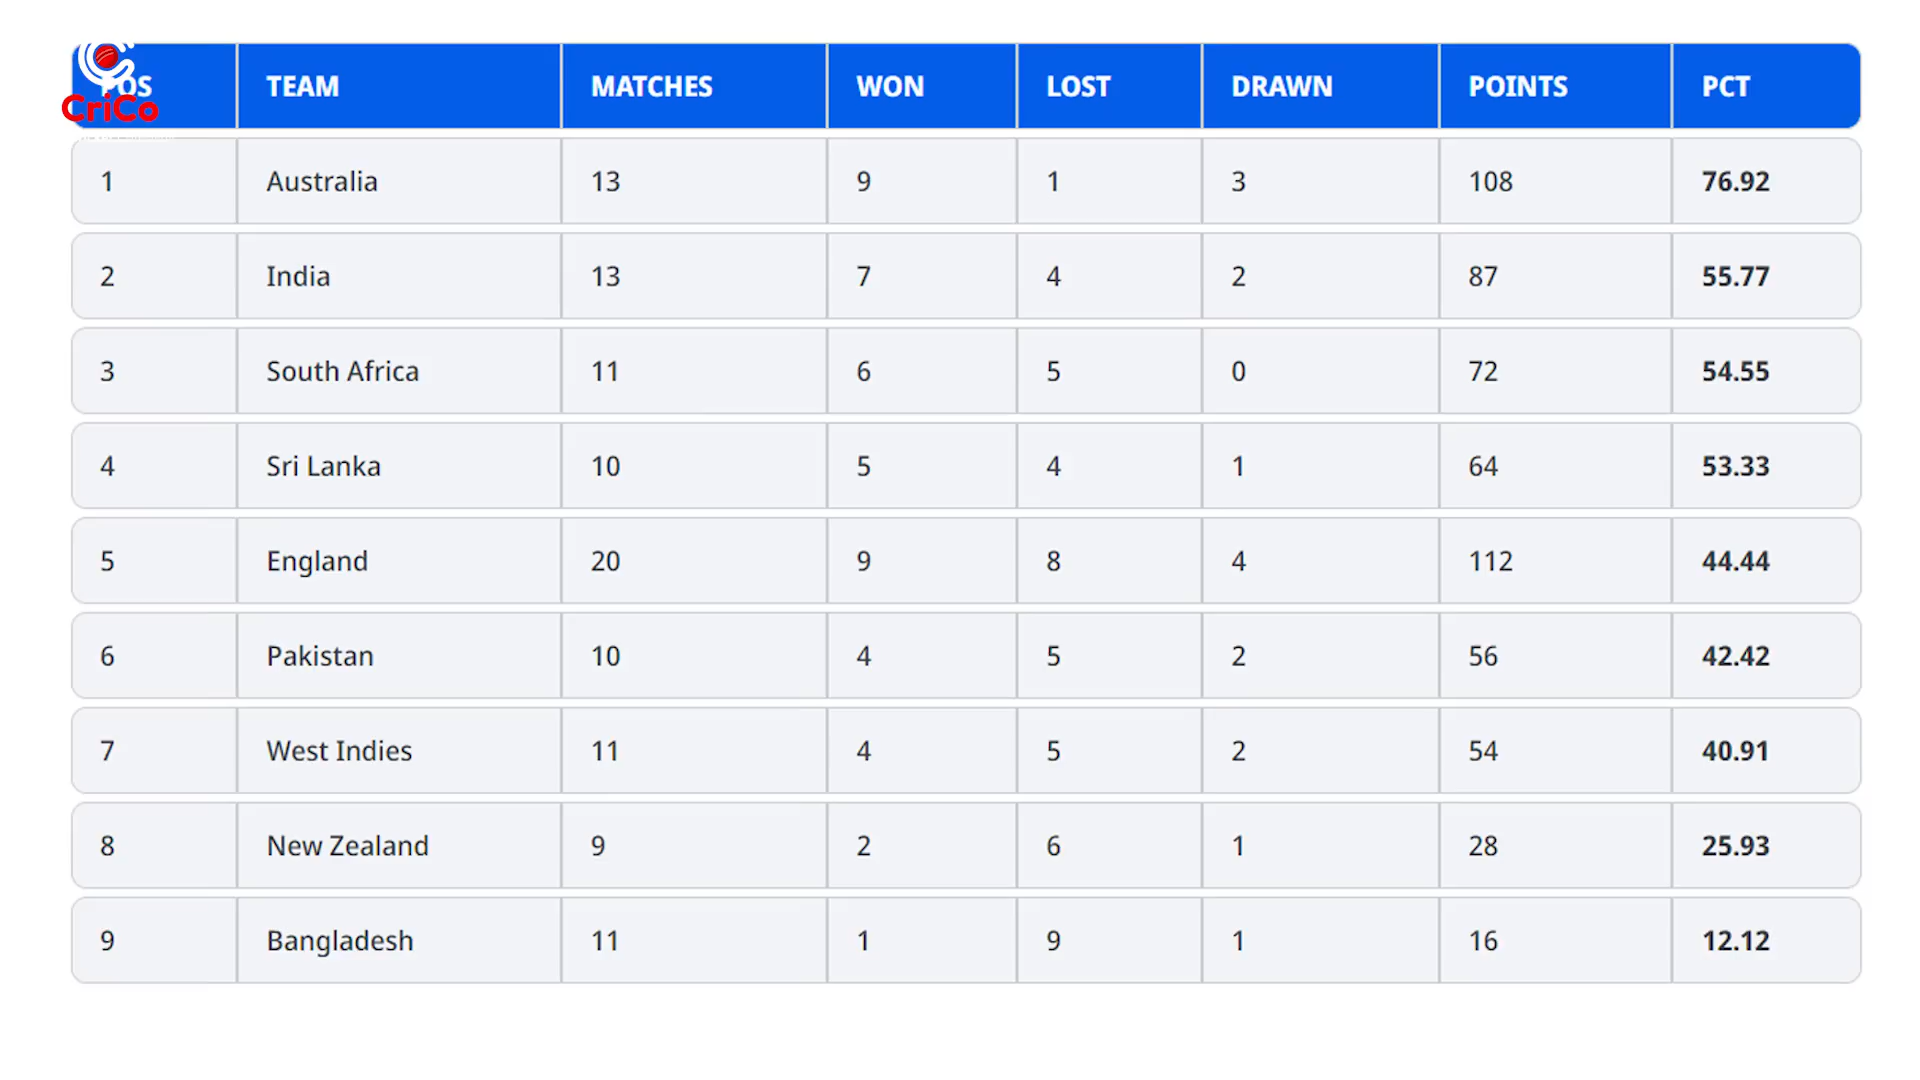 CriCo
POS TEAM MATCHES WON LOST DRAWN POINTS PCT
1 Australia 13 9 1 3 108 76.92
2 India 13 7 4 2 87 55.77
3 South Africa 11 6 5 0 72 54.55
4 Sri Lanka 10 5 4 1 64 53.33
5 England 20 9 8 4 112 44.44
6 Pakistan 10 4 5 2 56 42.42
7 West Indies 11 4 5 2 54 40.91
8 New Zealand 9 2 6 1 28 25.93
9 Bangladesh 11 1 9 1 16 12.12